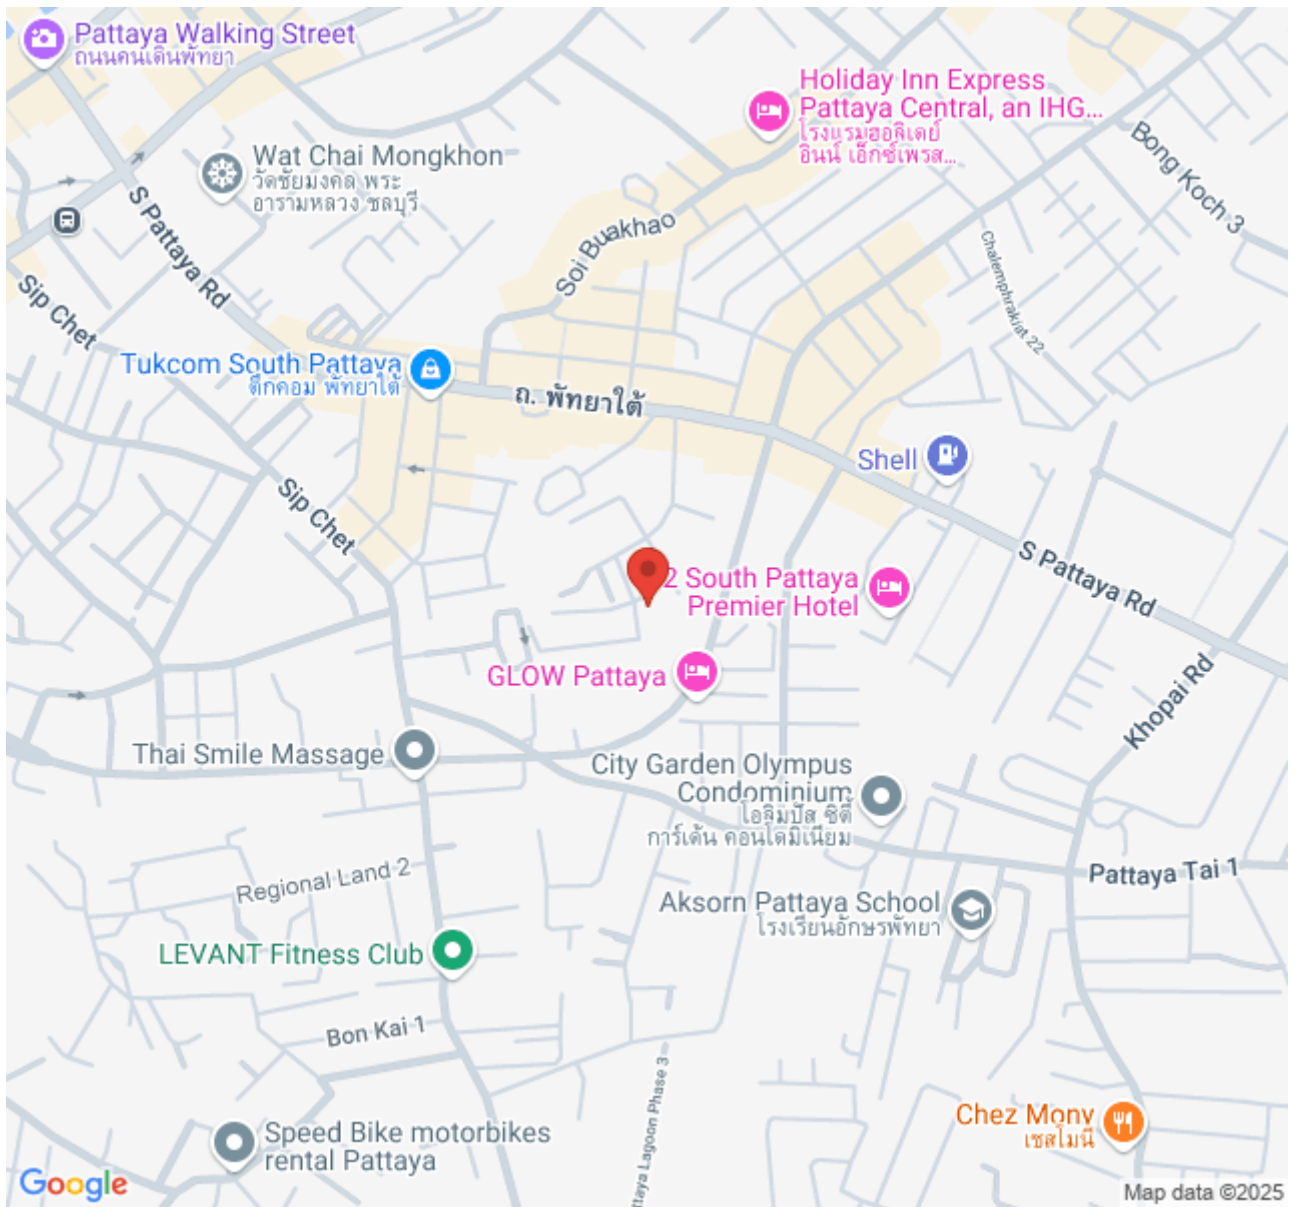 Pattaya Walking Street
ถนนคนเดินพัทยา
Holiday Inn Express
Pattaya Central, an IHG...
โรงแรมฮอลิเดย์
อินน์ เอ็กซ์เพรส...
Bong Koch 3
Wat Chai Mongkhon
วัดชัยมงคล พระ
อารามหลวง ชลบุรี
S Pattaya Rd
Soi Buakhao
Chalermphrakiat 22
Sip Chet
Tukcom South Pattaya
ตึกคอม พัทยาใต้
ถ. พัทยาใต้
Shell
Sip Chet
S Pattaya Rd
2 South Pattaya
Premier Hotel
GLOW Pattaya
Khopai Rd
Thai Smile Massage
City Garden Olympus
Condominium
โอลิมปัส ซิตี้
การ์เด้น คอนโดมิเนียม
Pattaya Tai 1
Regional Land 2
Aksorn Pattaya School
โรงเรียนอักษรพัทยา
LEVANT Fitness Club
Bon Kai 1
ttaya Lagoon Phase 3
Chez Mony
เชสโมนี
Speed Bike motorbikes
rental Pattaya
Google
Map data ©2025